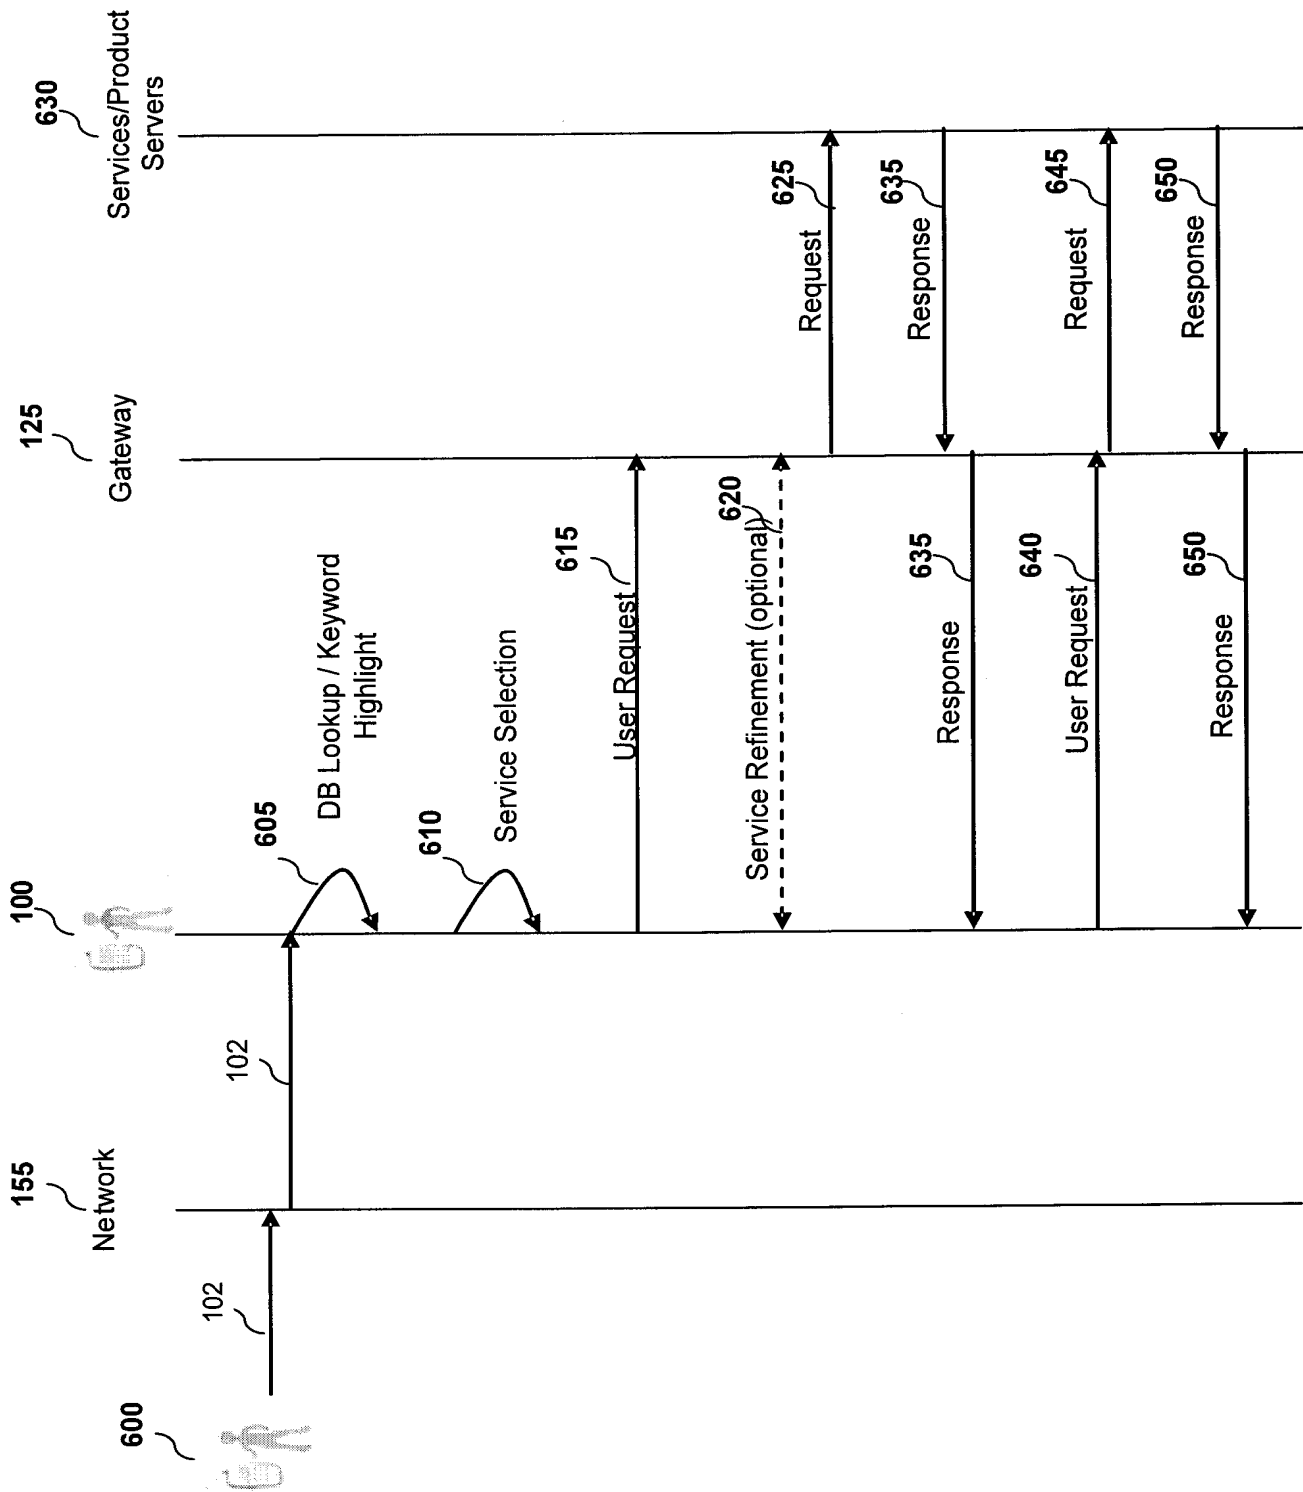 600
102
155
Network
102
100
605
DB Lookup / Keyword
Highlight
610
Service Selection
125
Gateway
615
User Request
620
Service Refinement (optional)
630
Services/Product
Servers
625
Request
635
Response
635
Response
640
User Request
645
Request
650
Response
650
Response